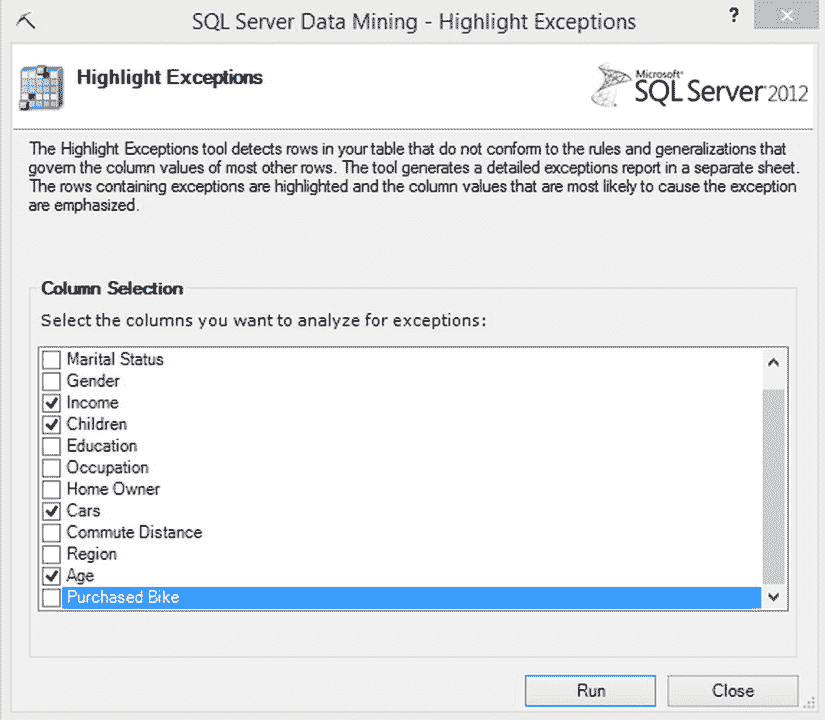 SQL Server Data Mining - Highlight Exceptions
?
Highlight Exceptions
Microsoft®
SQL Server® 2012
The Highlight Exceptions tool detects rows in your table that do not conform to the rules and generalizations that
govern the column values of most other rows. The tool generates a detailed exceptions report in a separate sheet.
The rows containing exceptions are highlighted and the column values that are most likely to cause the exception
are emphasized.
Column Selection
Select the columns you want to analyze for exceptions:
Marital Status
Gender
Income
Children
Education
Occupation
Home Owner
Cars
Commute Distance
Region
Age
Purchased Bike
Run
Close